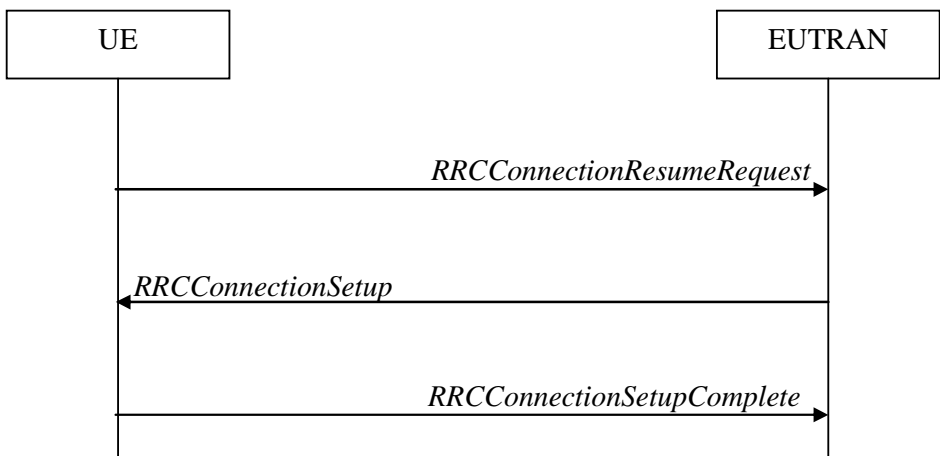 UE
EUTRAN
RRCConnectionResumeRequest
RRCConnectionSetup
RRCConnectionSetupComplete